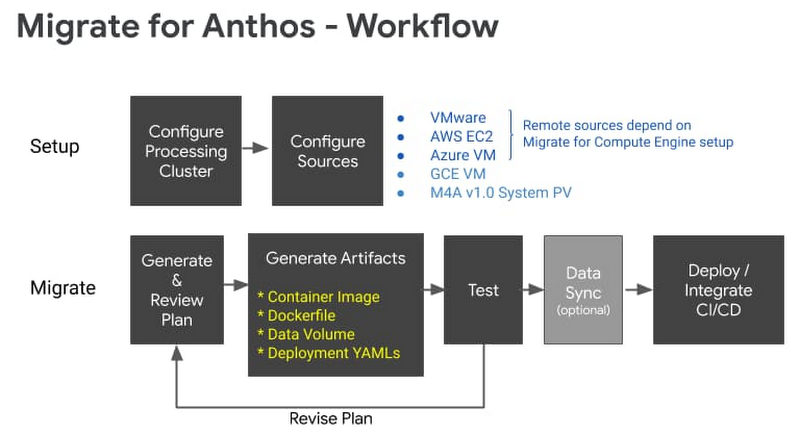 Migrate for Anthos - Workflow
Setup
Configure
Processing
Cluster
Configure
Sources
• VMware
• AWS EC2
• Azure VM
• GCE VM
• M4A v1.0 System PV
Remote sources depend on
Migrate for Compute Engine setup
Migrate
Generate
&
Review
Plan
Generate Artifacts
* Container Image
* Dockerfile
* Data Volume
* Deployment YAMLs
Test
Data
Sync
(optional)
Deploy /
Integrate
CI/CD
Revise Plan